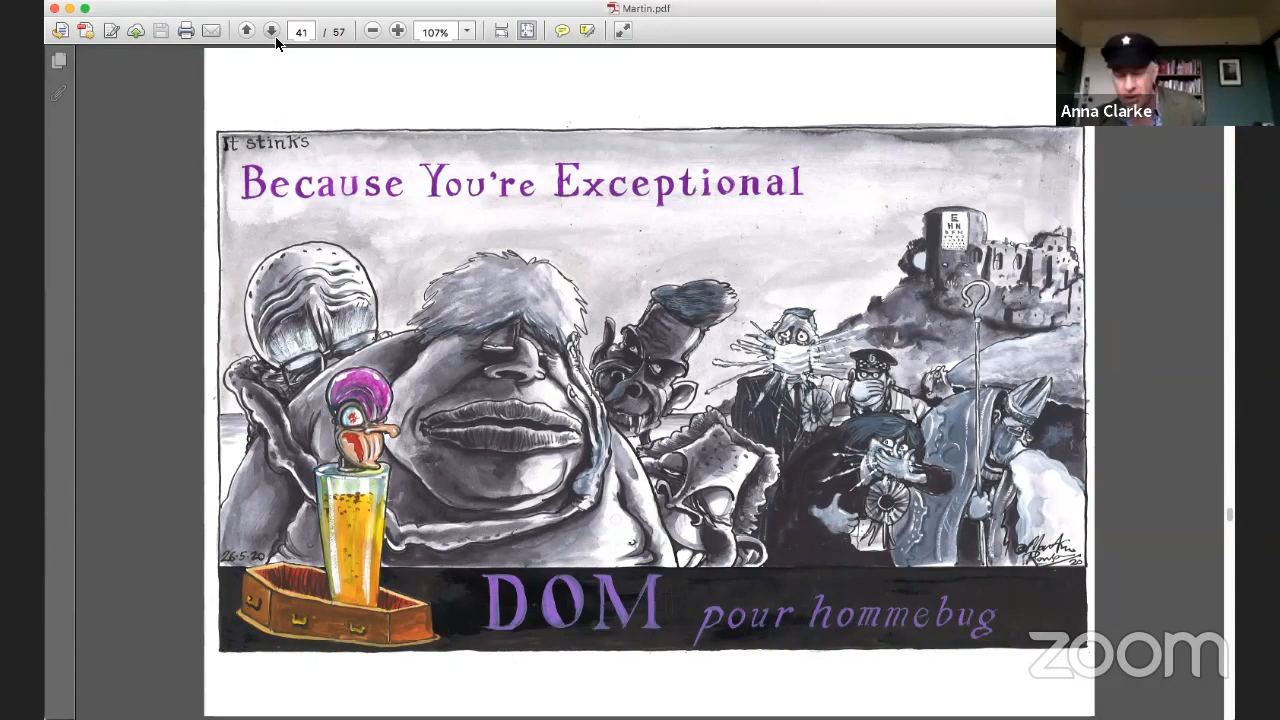 Martin.pdf
41 / 57 107%
Anna Clarke
It stinks
Because You're Exceptional
E
HN
26-5-20
DOM pour hommebug
zoom